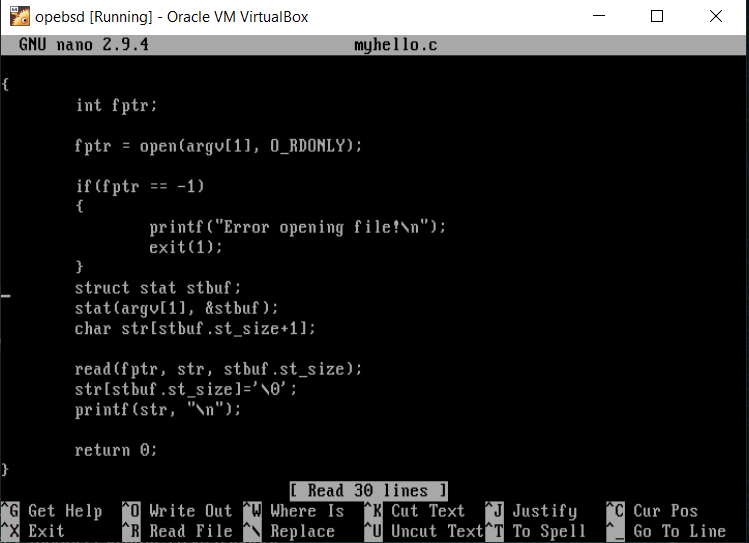 opebsd [Running] - Oracle VM VirtualBox
GNU nano 2.9.4 myhello.c
{
int fptr;
fptr = open(argv[1], O_RDONLY);
if(fptr == -1)
{
printf("Error opening file!\n");
exit(1);
}
struct stat stbuf;
stat(argv[1], &stbuf);
char str[stbuf.st_size+1];
read(fptr, str, stbuf.st_size);
str[stbuf.st_size]='\0';
printf(str, "\n");
return 0;
}
[ Read 30 lines ]
^G Get Help ^O Write Out ^W Where Is ^K Cut Text ^J Justify ^C Cur Pos
^X Exit ^R Read File ^\ Replace ^U Uncut Text ^T To Spell ^_ Go To Line